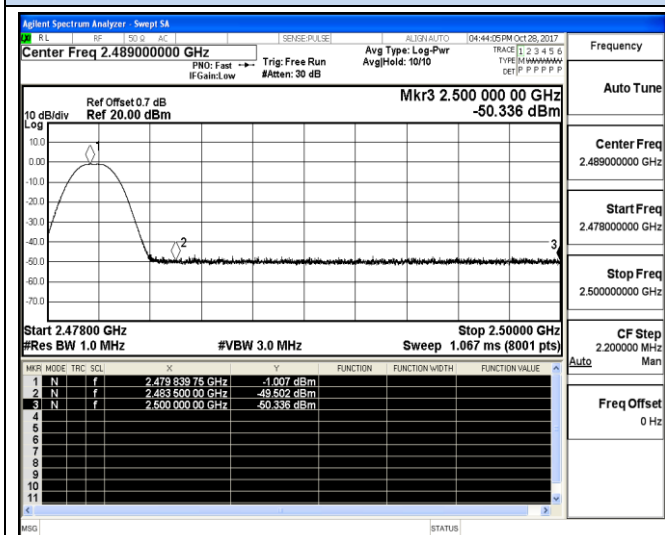 Agilent Spectrum Analyzer - Swept SA
RL RF 50 Ω AC SENSE:PULSE ALIGNAUTO 04:44:05 PM Oct 28, 2017
Center Freq 2.489000000 GHz
PNO: Fast
IFGain:Low
Trig: Free Run
#Atten: 30 dB
Avg Type: Log-Pwr
Avg|Hold: 10/10
TRACE 1 2 3 4 5 6
TYPE M WWWWW
DET P P P P P P
Ref Offset 0.7 dB
10 dB/div Ref 20.00 dBm
Log
Mkr3 2.500 000 00 GHz
-50.336 dBm
10.0
0.00
-10.0
-20.0
-30.0
-40.0
-50.0
-60.0
-70.0
1
2
3
Start 2.47800 GHz Stop 2.50000 GHz
#Res BW 1.0 MHz #VBW 3.0 MHz Sweep 1.067 ms (8001 pts)
MKR MODE TRC SCL X Y FUNCTION FUNCTION WIDTH FUNCTION VALUE
1 N f 2.479 839 75 GHz -1.007 dBm
2 N f 2.483 500 00 GHz -49.502 dBm
3 N f 2.500 000 00 GHz -50.336 dBm
4
5
6
7
8
9
10
11
MSG STATUS
Frequency
Auto Tune
Center Freq
2.489000000 GHz
Start Freq
2.478000000 GHz
Stop Freq
2.500000000 GHz
CF Step
2.200000 MHz
Auto Man
Freq Offset
0 Hz